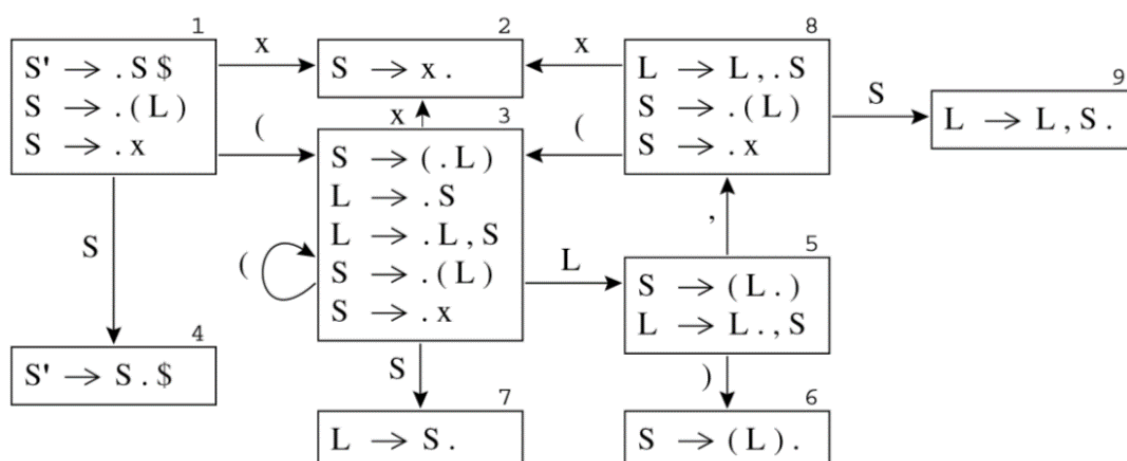 1
S' → . S $
S → . ( L )
S → . x
x
(
S
2
S → x .
x
3
S → ( . L )
L → . S
L → . L , S
S → . ( L )
S → . x
(
L
S
4
S' → S . $
5
S → ( L . )
L → L . , S
,
)
6
S → ( L ) .
7
L → S .
8
L → L , . S
S → . ( L )
S → . x
x
(
S
9
L → L , S .